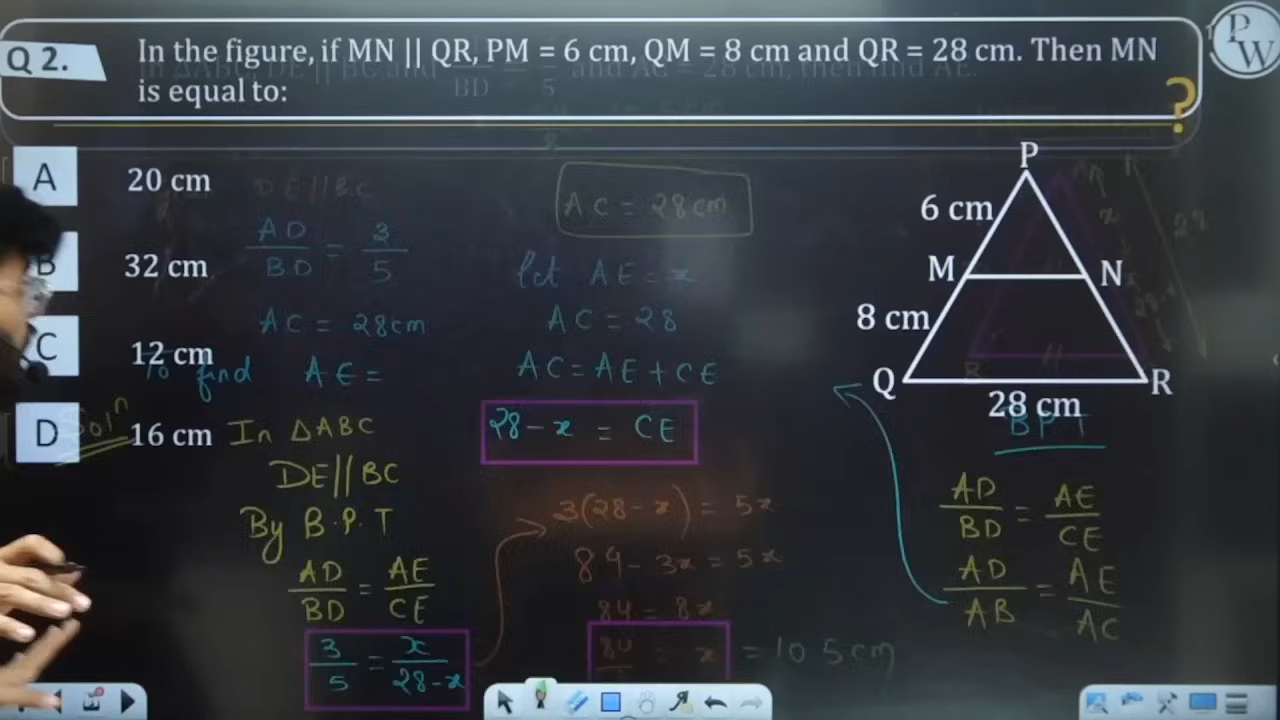 Q 2.
In the figure, if MN || QR, PM = 6 cm, QM = 8 cm and QR = 28 cm. Then MN
is equal to:
?
P
W
A
20 cm
B
32 cm
C
12 cm
D
16 cm
DE//BC
AD/BD = 3/5
AC = 28cm
To find AE =
Solⁿ
In △ABC
DE//BC
By B.P.T
AD/BD = AE/CE
3/5 = x/28-x
AC = 28cm
let AE = x
AC = 28
AC = AE + CE
28 - x = CE
3(28 - x) = 5x
84 - 3x = 5x
84 = 8x
= x = 10 5cm
P
6 cm
M
N
8 cm
Q
R
28 cm
BPT
AD/BD = AE/CE
AD/AB = AE/AC